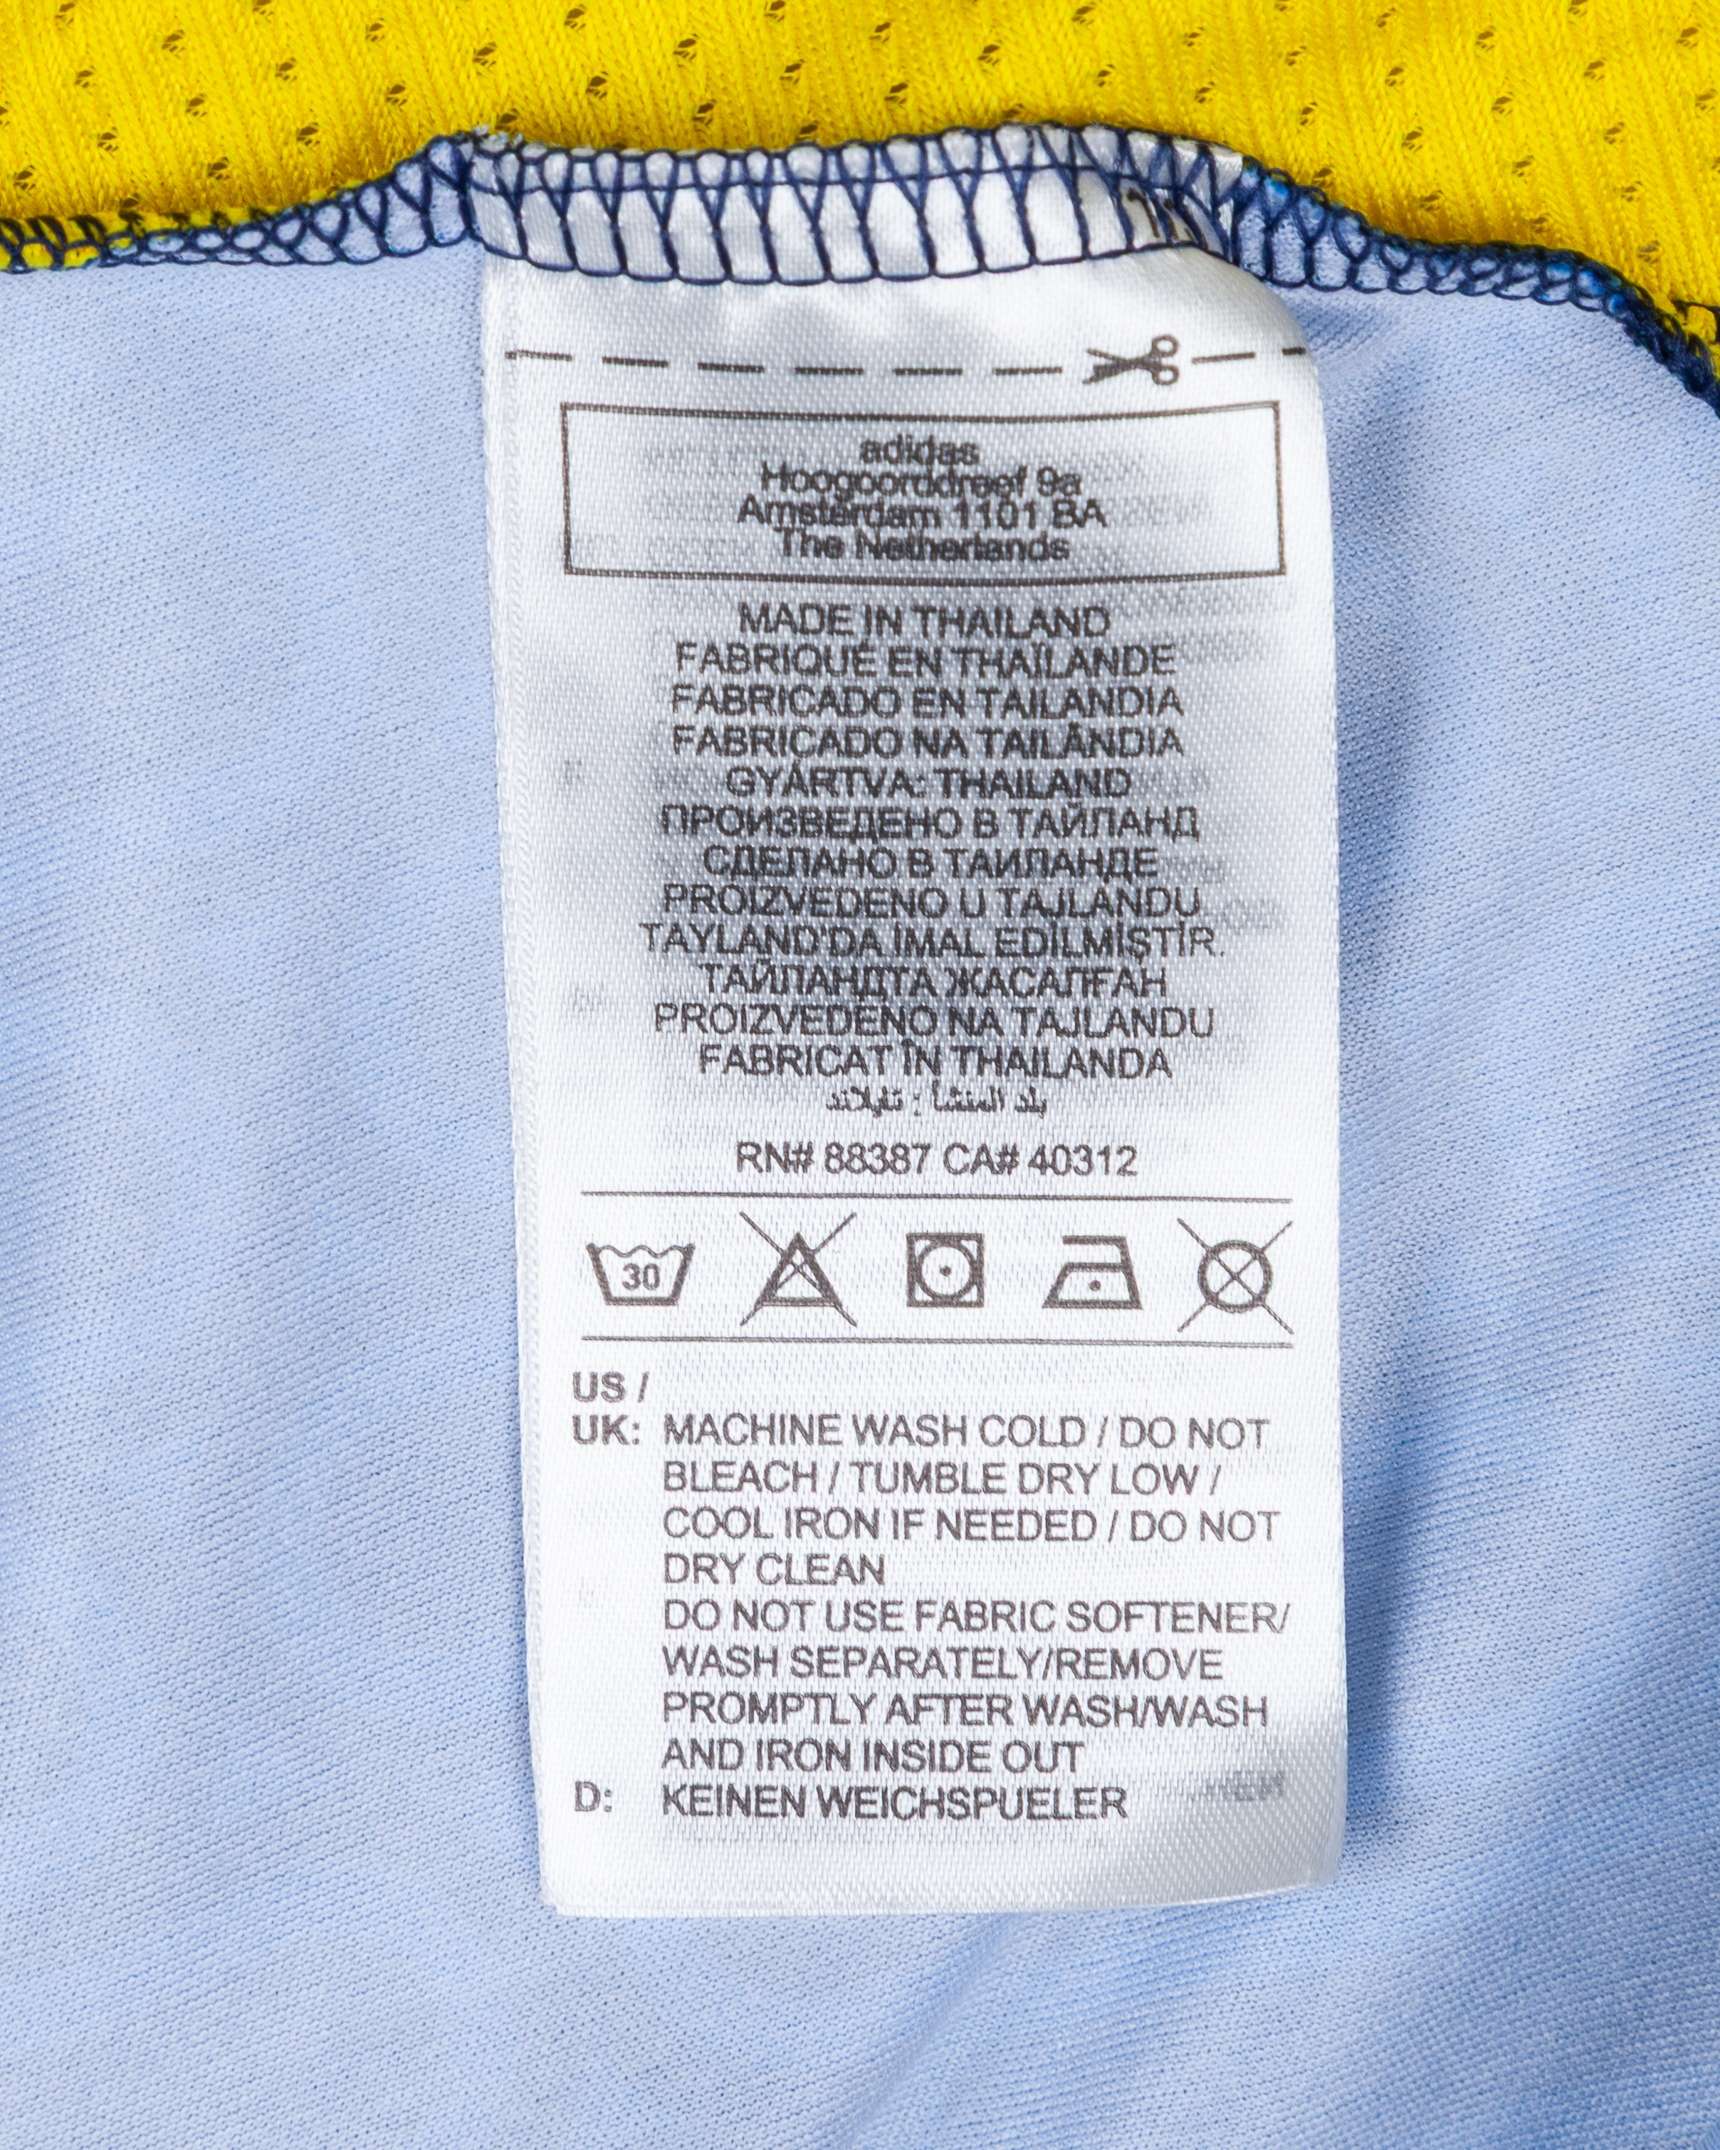 adidas
Hoogoorddreef 9a
Amsterdam 1101 BA
The Netherlands
MADE IN THAILAND
FABRIQUÉ EN THAÏLANDE
FABRICADO EN TAILANDIA
FABRICADO NA TAILÂNDIA
GYÁRTVA: THAILAND
ПРОИЗВЕДЕНО В ТАЙЛАНД
СДЕЛАНО В ТАИЛАНДЕ
PROIZVEDENO U TAJLANDU
TAYLAND'DA İMAL EDİLMİŞTİR.
ТАЙЛАНДТА ЖАСАЛҒАН
PROIZVEDENO NA TAJLANDU
FABRICAT ÎN THAILANDA
بلد المنشأ : تايلاند
RN# 88387 CA# 40312
30
US /
UK: MACHINE WASH COLD / DO NOT
BLEACH / TUMBLE DRY LOW /
COOL IRON IF NEEDED / DO NOT
DRY CLEAN
DO NOT USE FABRIC SOFTENER/
WASH SEPARATELY/REMOVE
PROMPTLY AFTER WASH/WASH
AND IRON INSIDE OUT
D: KEINEN WEICHSPUELER